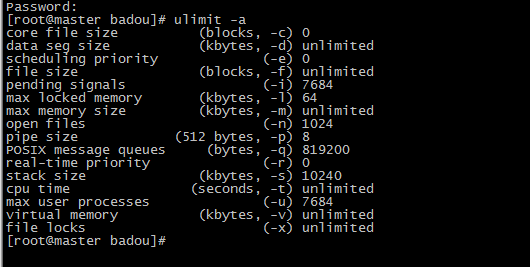 Password:
[root@master badou]# ulimit -a
core file size          (blocks, -c) 0
data seg size           (kbytes, -d) unlimited
scheduling priority             (-e) 0
file size               (blocks, -f) unlimited
pending signals                 (-i) 7684
max locked memory       (kbytes, -l) 64
max memory size         (kbytes, -m) unlimited
open files                      (-n) 1024
pipe size            (512 bytes, -p) 8
POSIX message queues     (bytes, -q) 819200
real-time priority              (-r) 0
stack size              (kbytes, -s) 10240
cpu time               (seconds, -t) unlimited
max user processes              (-u) 7684
virtual memory          (kbytes, -v) unlimited
file locks                      (-x) unlimited
[root@master badou]#